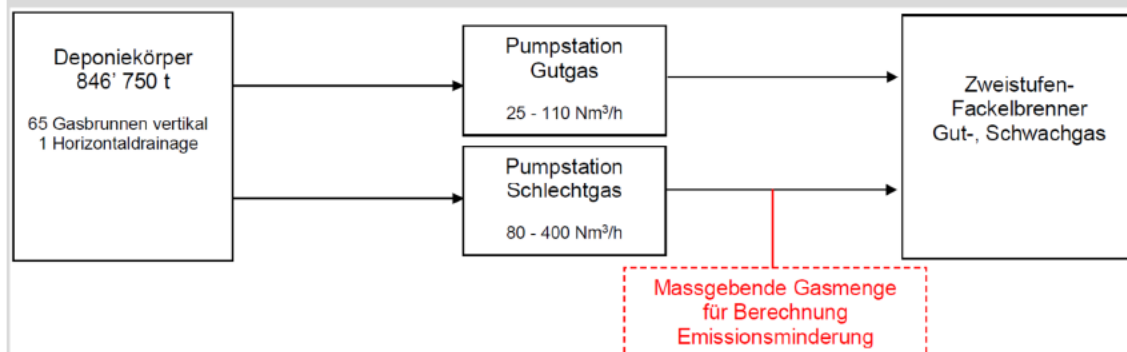 Deponiekörper
846' 750 t
65 Gasbrunnen vertikal
1 Horizontaldrainage
Pumpstation
Gutgas
25 - 110 Nm³/h
Pumpstation
Schlechtgas
80 - 400 Nm³/h
Zweistufen-
Fackelbrenner
Gut-, Schwachgas
Massgebende Gasmenge
für Berechnung
Emissionsminderung